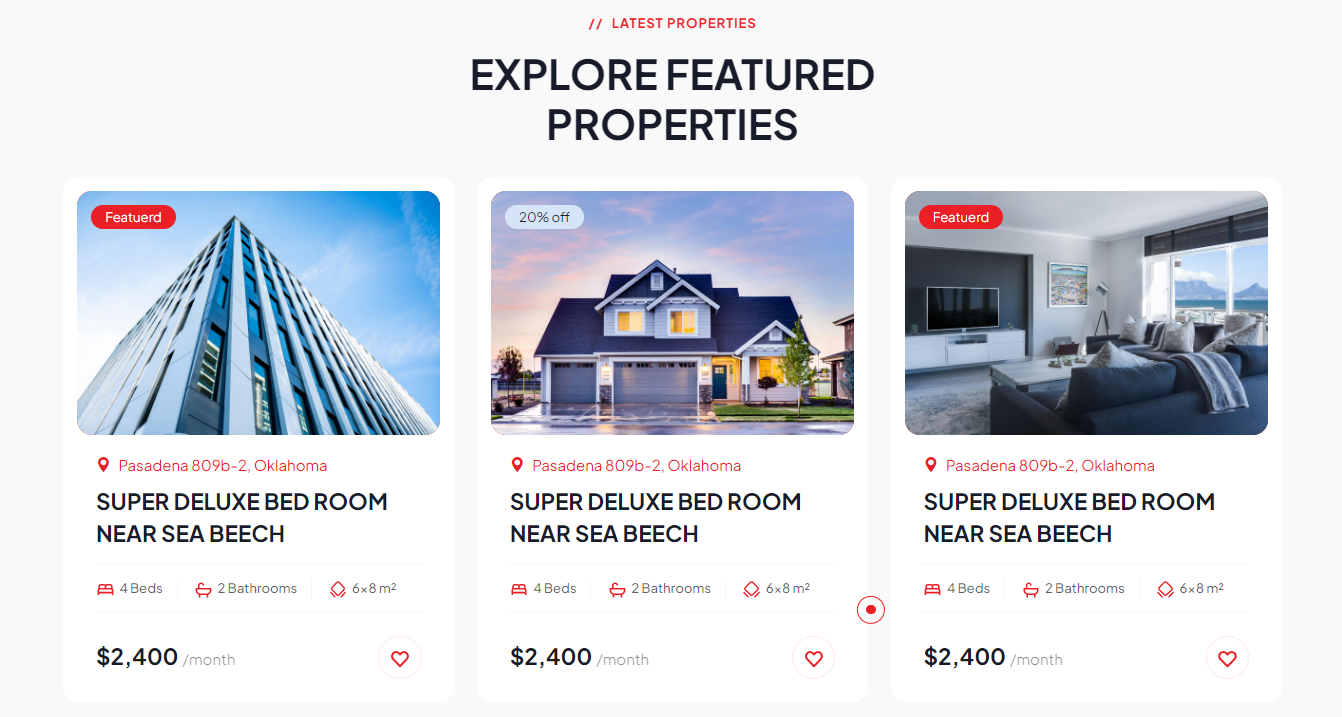 // LATEST PROPERTIES
EXPLORE FEATURED
PROPERTIES
Featuerd
Pasadena 809b-2, Oklahoma
SUPER DELUXE BED ROOM
NEAR SEA BEECH
4 Beds
2 Bathrooms
6×8 m²
$2,400 /month
20% off
Pasadena 809b-2, Oklahoma
SUPER DELUXE BED ROOM
NEAR SEA BEECH
4 Beds
2 Bathrooms
6×8 m²
$2,400 /month
Featuerd
Pasadena 809b-2, Oklahoma
SUPER DELUXE BED ROOM
NEAR SEA BEECH
4 Beds
2 Bathrooms
6×8 m²
$2,400 /month